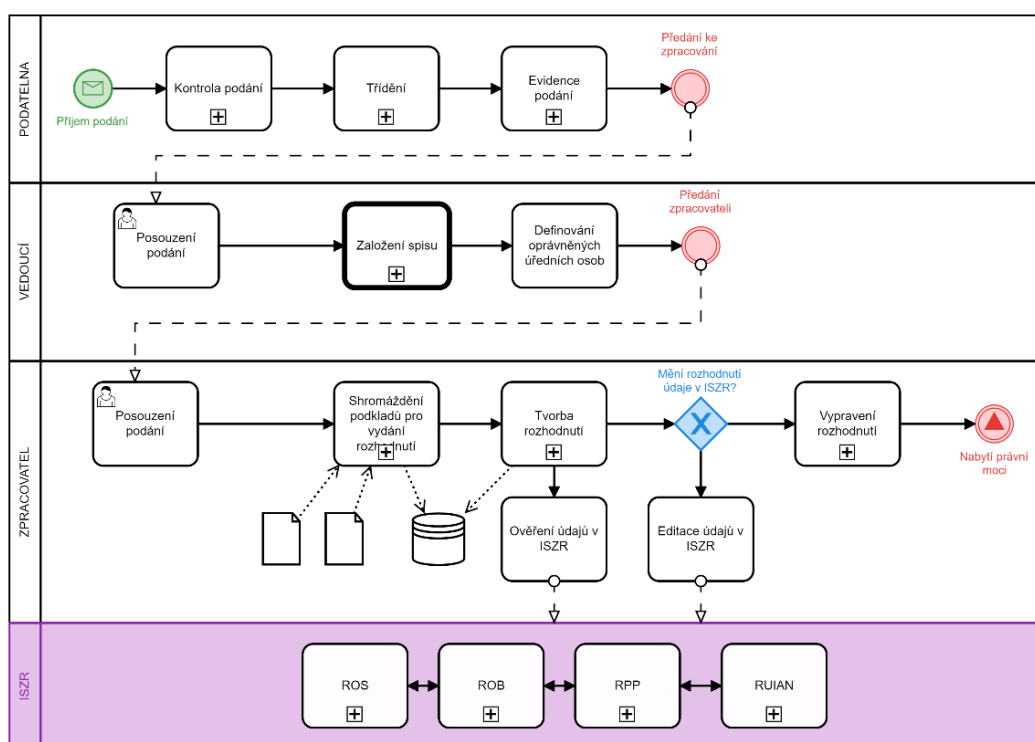 PODATELNA
Příjem podání
Kontrola podání
Třídění
Evidence
podání
Předání ke
zpracování
VEDOUCÍ
Posouzení
podání
Založení spisu
Definování
oprávněných
úředních osob
Předání
zpracovateli
ZPRACOVATEL
Posouzení
podání
Shromáždění
podkladů pro
vydání
rozhodnutí
Tvorba
rozhodnutí
Mění rozhodnutí
údaje v ISZR?
Vypravení
rozhodnutí
Nabytí právní
moci
Ověření údajů v
ISZR
Editace údajů v
ISZR
ISZR
ROS
ROB
RPP
RUIAN